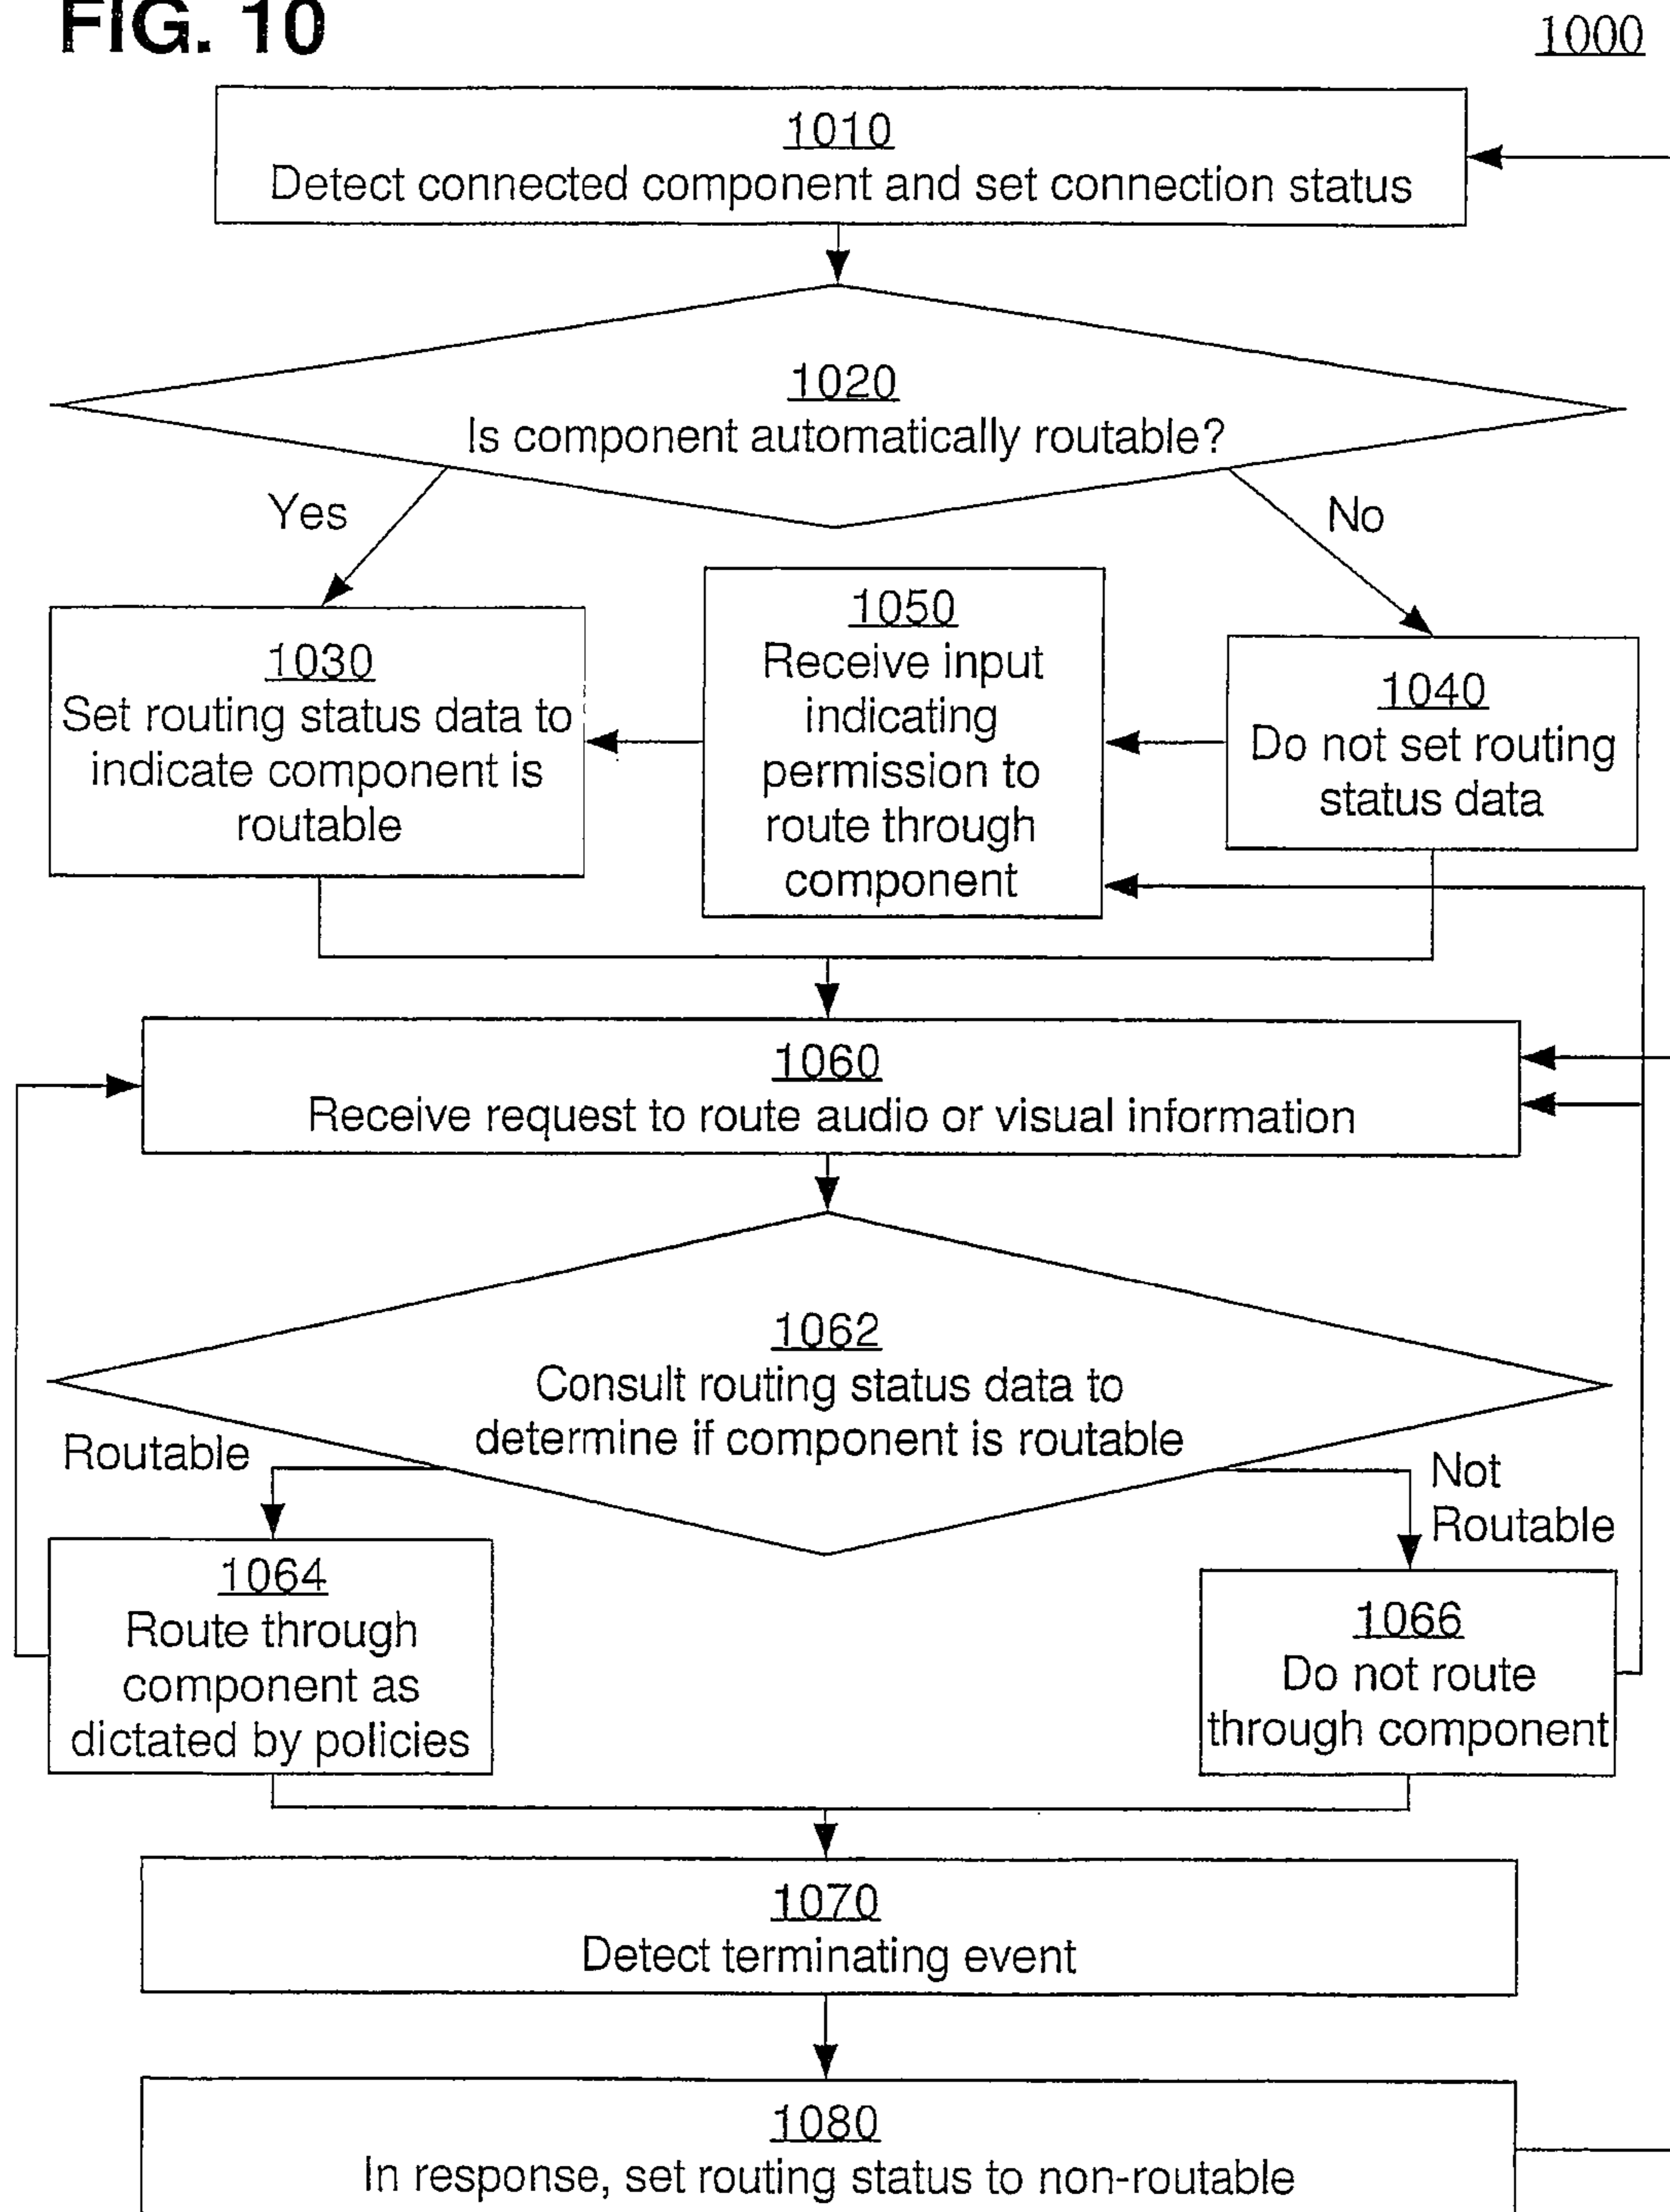 FIG. 10
1000
1010
Detect connected component and set connection status
1020
Is component automatically routable?
Yes
No
1030
Set routing status data to
indicate component is
routable
1050
Receive input
indicating
permission to
route through
component
1040
Do not set routing
status data
1060
Receive request to route audio or visual information
1062
Consult routing status data to
determine if component is routable
Routable
Not
Routable
1064
Route through
component as
dictated by policies
1066
Do not route
through component
1070
Detect terminating event
1080
In response, set routing status to non-routable